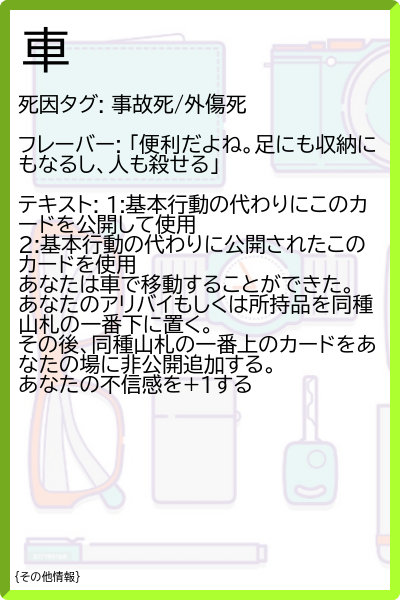 車
死因タグ: 事故死/外傷死
フレーバー: 「便利だよね。足にも収納に
もなるし、人も殺せる」
テキスト: 1:基本行動の代わりにこのカ
ードを公開して使用
2:基本行動の代わりに公開されたこの
カードを使用
あなたは車で移動することができた。
あなたのアリバイもしくは所持品を同種
山札の一番下に置く。
その後、同種山札の一番上のカードをあ
なたの場に非公開追加する。
あなたの不信感を+1する
{その他情報}